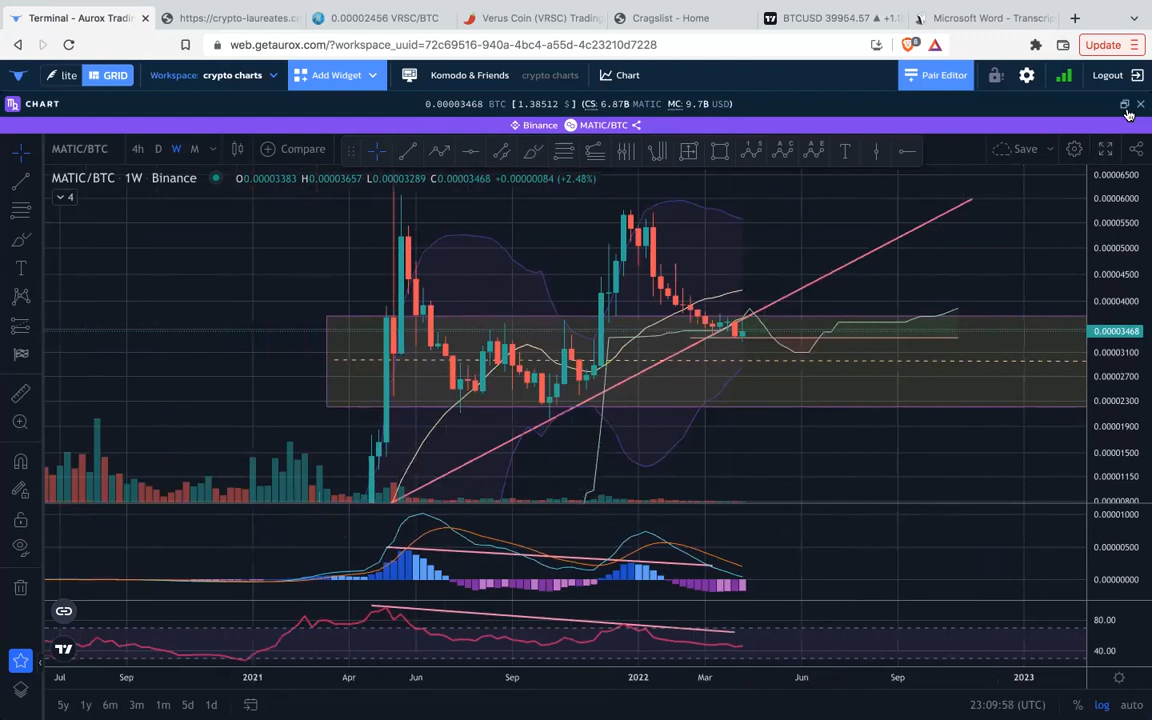 Terminal - Aurox Tradi
https://crypto-laureates.cr
0.00002456 VRSC/BTC
Verus Coin (VRSC) Trading
Cragslist - Home
BTCUSD 39964.57 ▲ +1.1
Microsoft Word - Transcrip
web.getaurox.com/?workspace_uuid=72c69516-940a-4bc4-a55d-4c23210d7228
Update
lite
GRID
Workspace: crypto charts
Add Widget
Komodo & Friends
crypto charts
Chart
Pair Editor
Logout
CHART
0.00003468 BTC [1.38512 $] (CS: 6.87B MATIC MC: 9.7B USD)
Binance MATIC/BTC
MATIC/BTC
4h D W M
Compare
Save
MATIC/BTC · 1W · Binance
O0.00003383 H0.00003657 L0.00003289 C0.00003468 +0.00000084 (+2.48%)
4
0.00006500
0.00006000
0.00005500
0.00005000
0.00004500
0.00004000
0.00003468
0.00003100
0.00002700
0.00002300
0.00001900
0.00001500
0.00001150
0.00000800
0.00001000
0.00000500
0.00000000
80.00
40.00
Jul Sep 2021 Apr Jun Sep 2022 Mar Jun Sep 2023
5y 1y 6m 3m 1m 5d 1d
23:09:58 (UTC)
% log auto